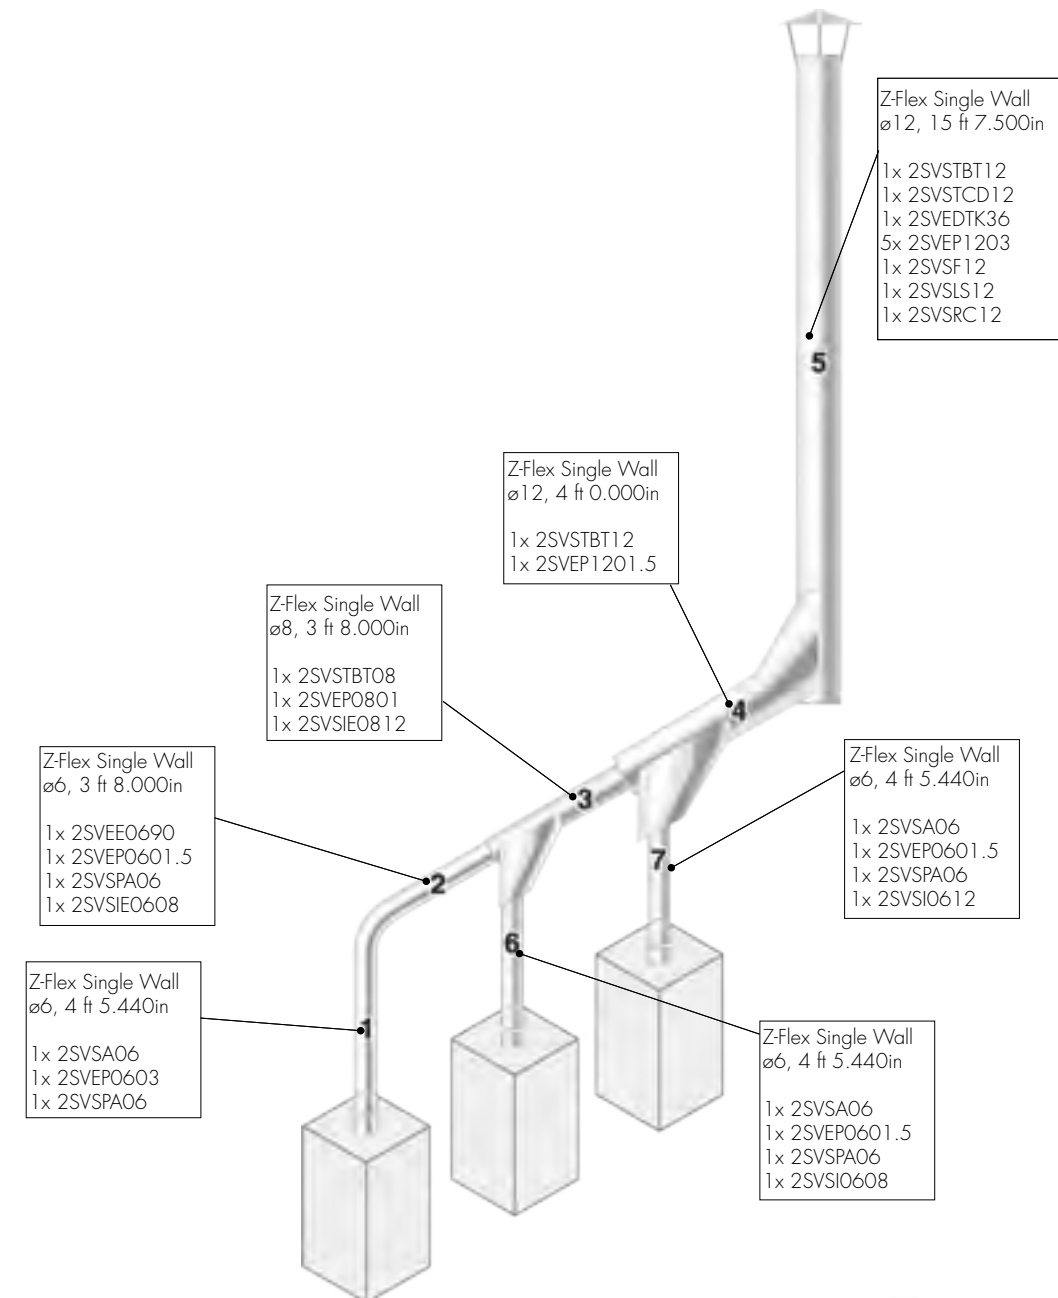 Z-Flex Single Wall
ø12, 15 ft 7.500in
1x 2SVSTBT12
1x 2SVSTCD12
1x 2SVEDTK36
5x 2SVEP1203
1x 2SVSF12
1x 2SVSLS12
1x 2SVSRC12
5
Z-Flex Single Wall
ø12, 4 ft 0.000in
1x 2SVSTBT12
1x 2SVEP1201.5
4
Z-Flex Single Wall
ø8, 3 ft 8.000in
1x 2SVSTBT08
1x 2SVEP0801
1x 2SVSIE0812
3
Z-Flex Single Wall
ø6, 3 ft 8.000in
1x 2SVEE0690
1x 2SVEP0601.5
1x 2SVSPA06
1x 2SVSIE0608
2
Z-Flex Single Wall
ø6, 4 ft 5.440in
1x 2SVSA06
1x 2SVEP0601.5
1x 2SVSPA06
1x 2SVSI0612
7
6
Z-Flex Single Wall
ø6, 4 ft 5.440in
1x 2SVSA06
1x 2SVEP0603
1x 2SVSPA06
1
Z-Flex Single Wall
ø6, 4 ft 5.440in
1x 2SVSA06
1x 2SVEP0601.5
1x 2SVSPA06
1x 2SVSI0608